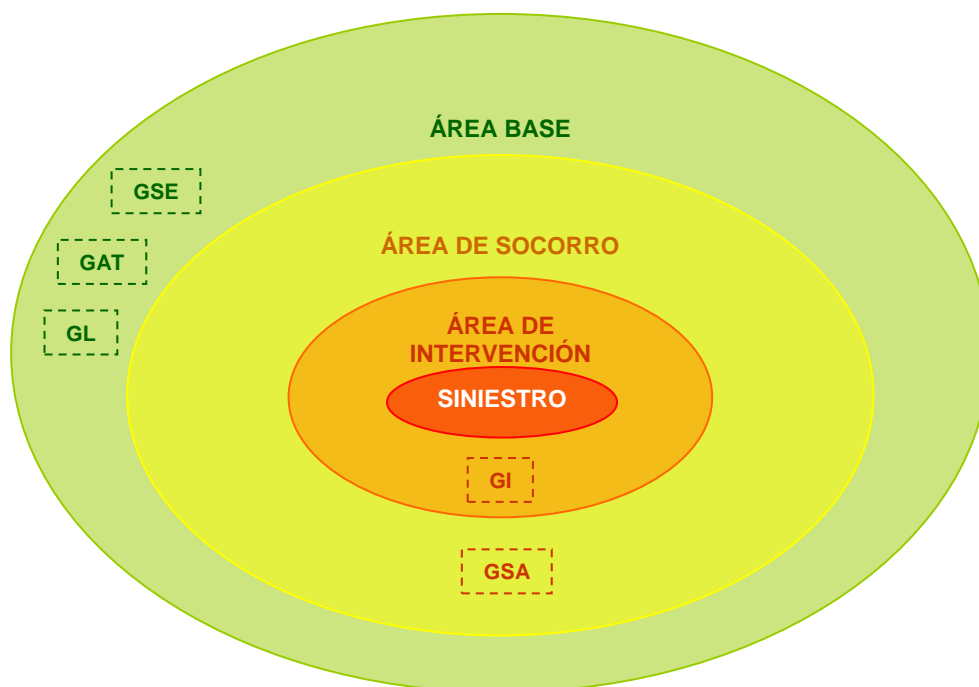 ÁREA BASE
GSE
ÁREA DE SOCORRO
GAT
GL
ÁREA DE
INTERVENCIÓN
SINIESTRO
GI
GSA